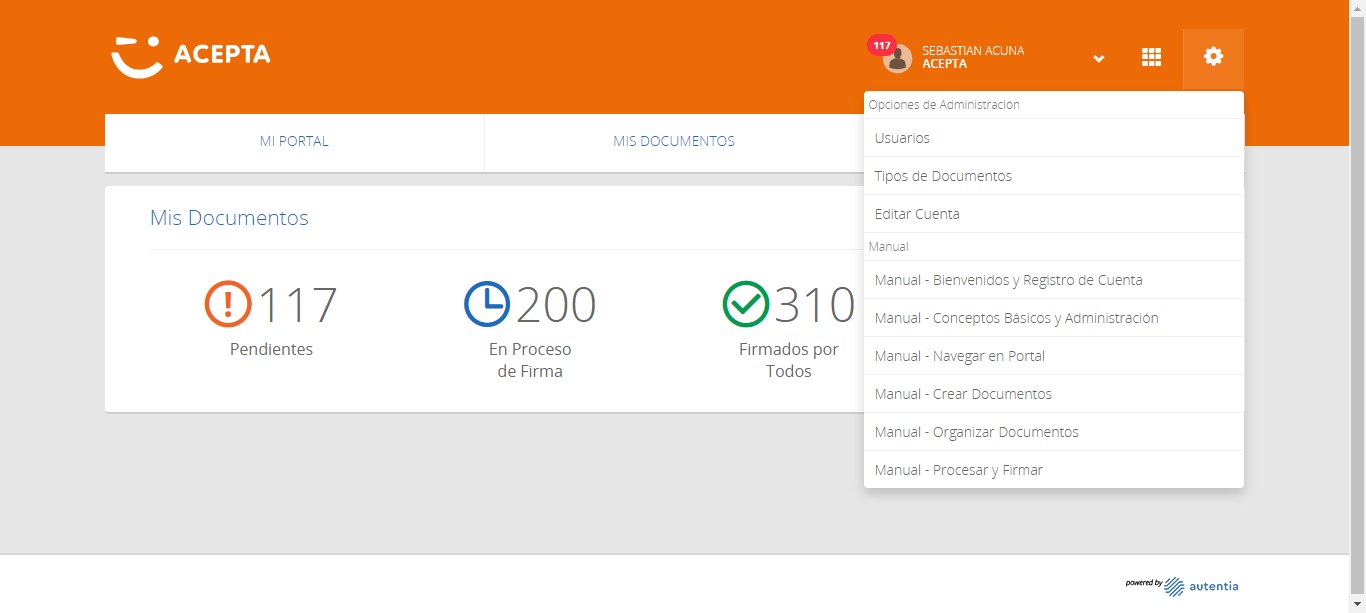 ACEPTA
117
SEBASTIAN ACUNA
ACEPTA
MI PORTAL
MIS DOCUMENTOS
Opciones de Administración
Usuarios
Tipos de Documentos
Editar Cuenta
Manual
Manual - Bienvenidos y Registro de Cuenta
Manual - Conceptos Básicos y Administración
Manual - Navegar en Portal
Manual - Crear Documentos
Manual - Organizar Documentos
Manual - Procesar y Firmar
Mis Documentos
117
Pendientes
200
En Proceso
de Firma
310
Firmados por
Todos
powered by autentia